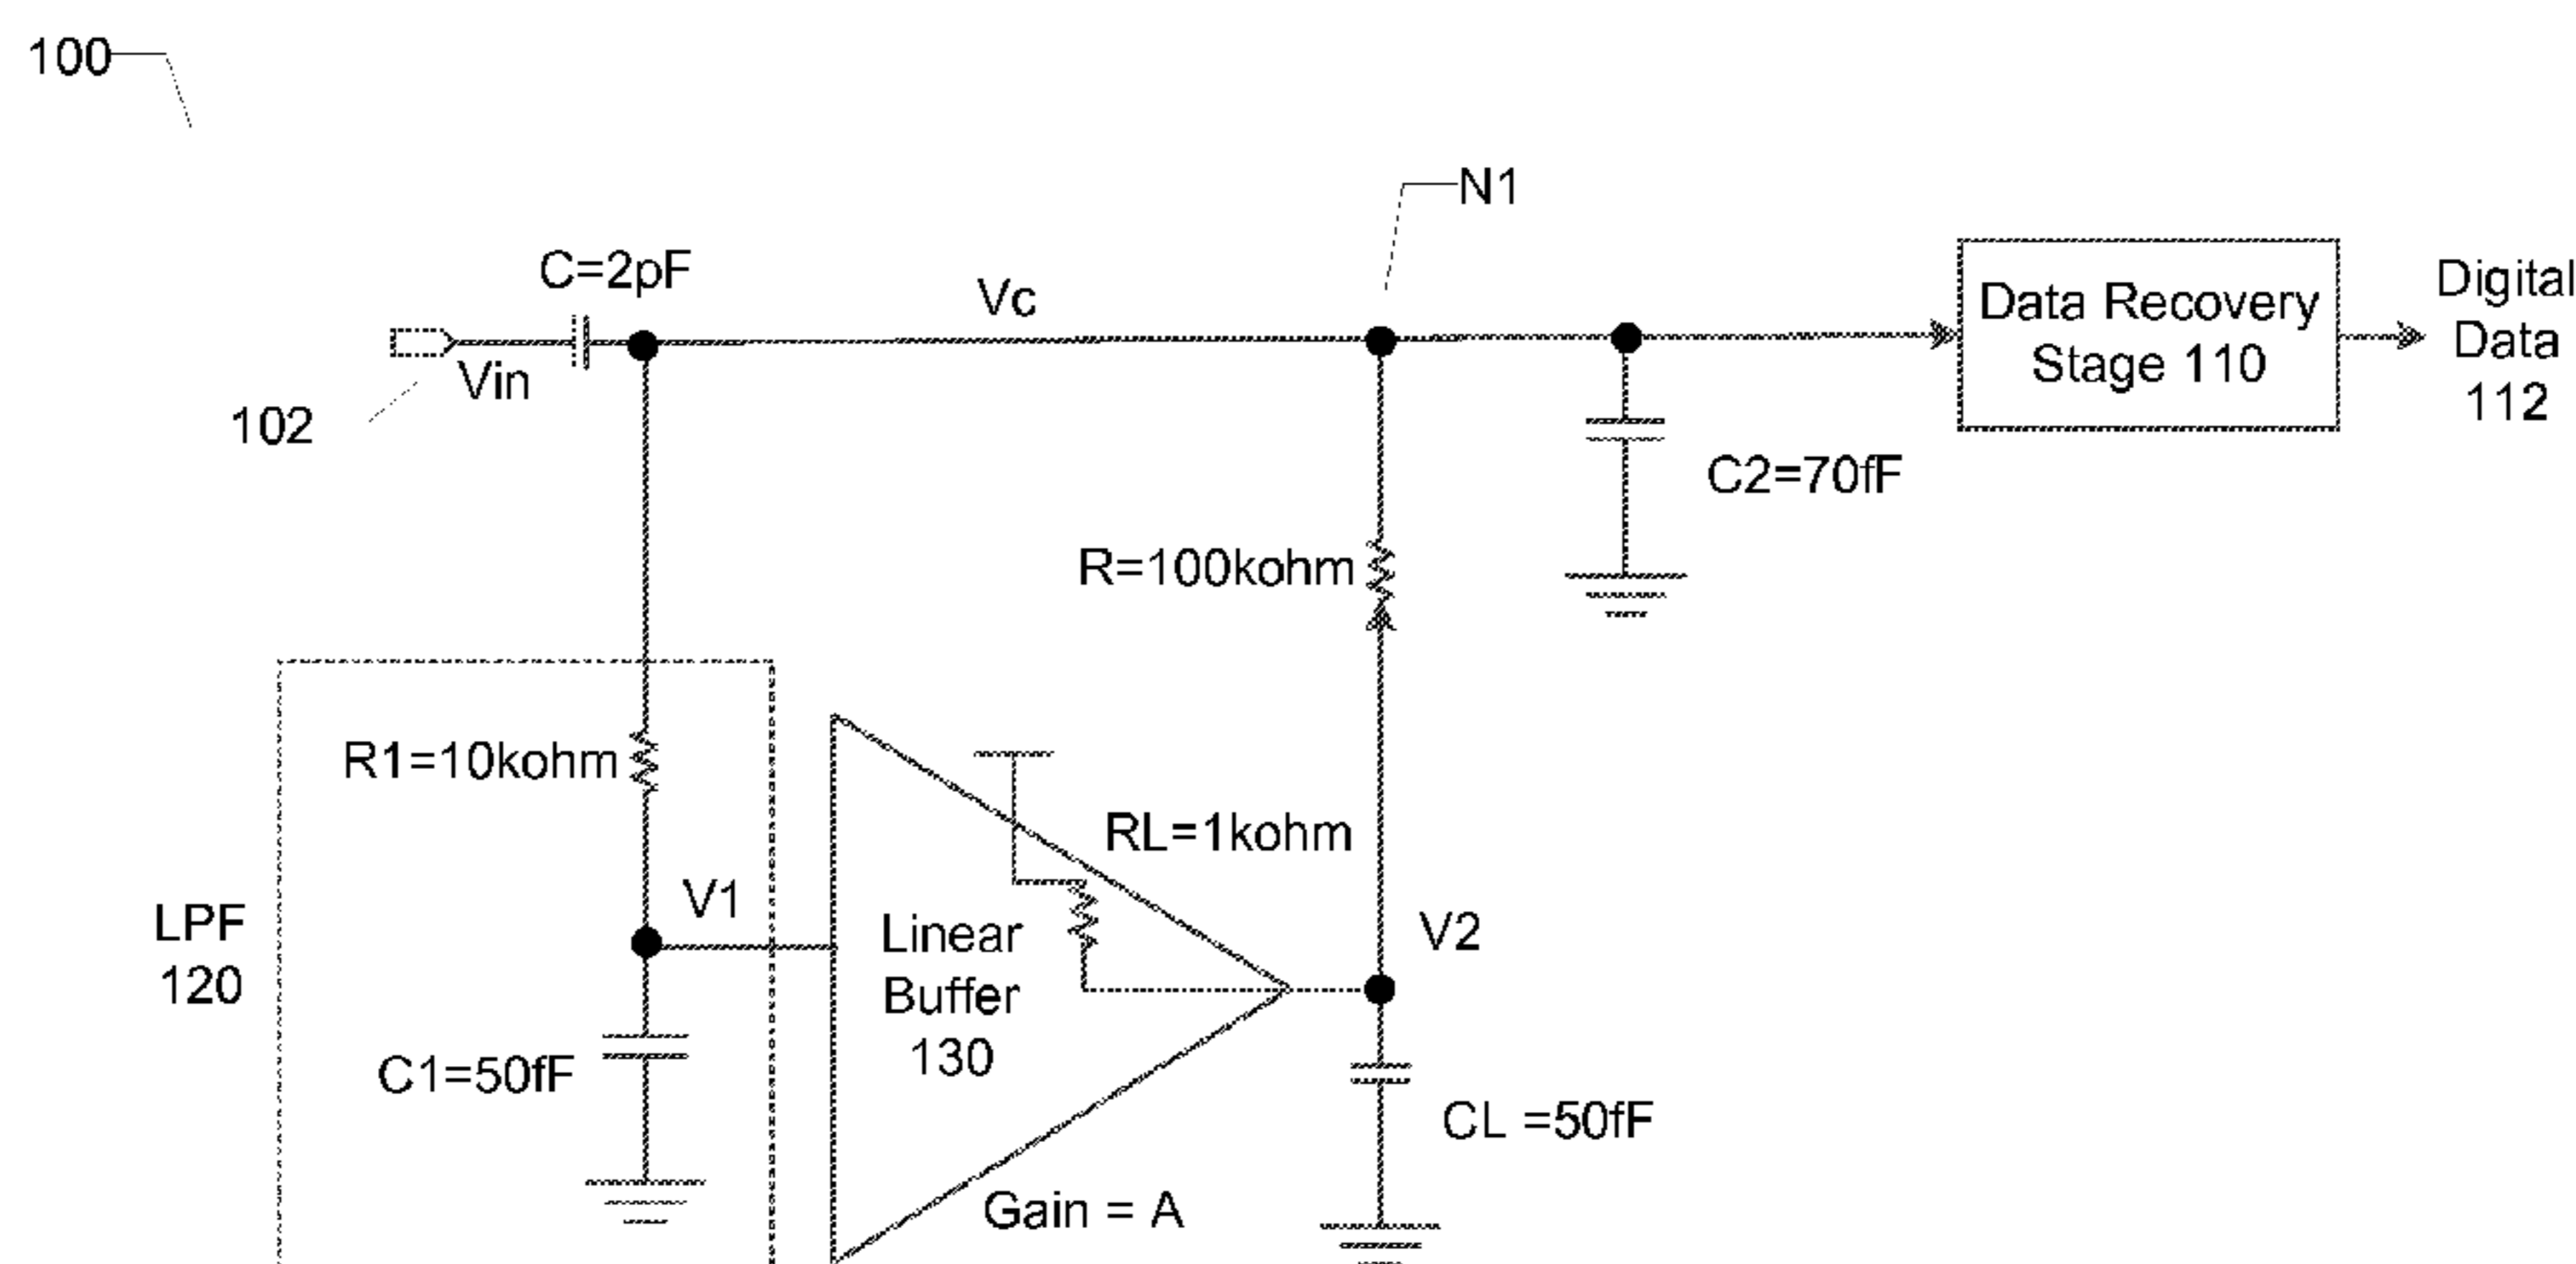 100
N1
C=2pF
Vc
Vin
102
Data Recovery
Stage 110
Digital
Data
112
C2=70fF
R=100kohm
R1=10kohm
RL=1kohm
LPF
120
V1
Linear
Buffer
130
V2
C1=50fF
CL =50fF
Gain = A